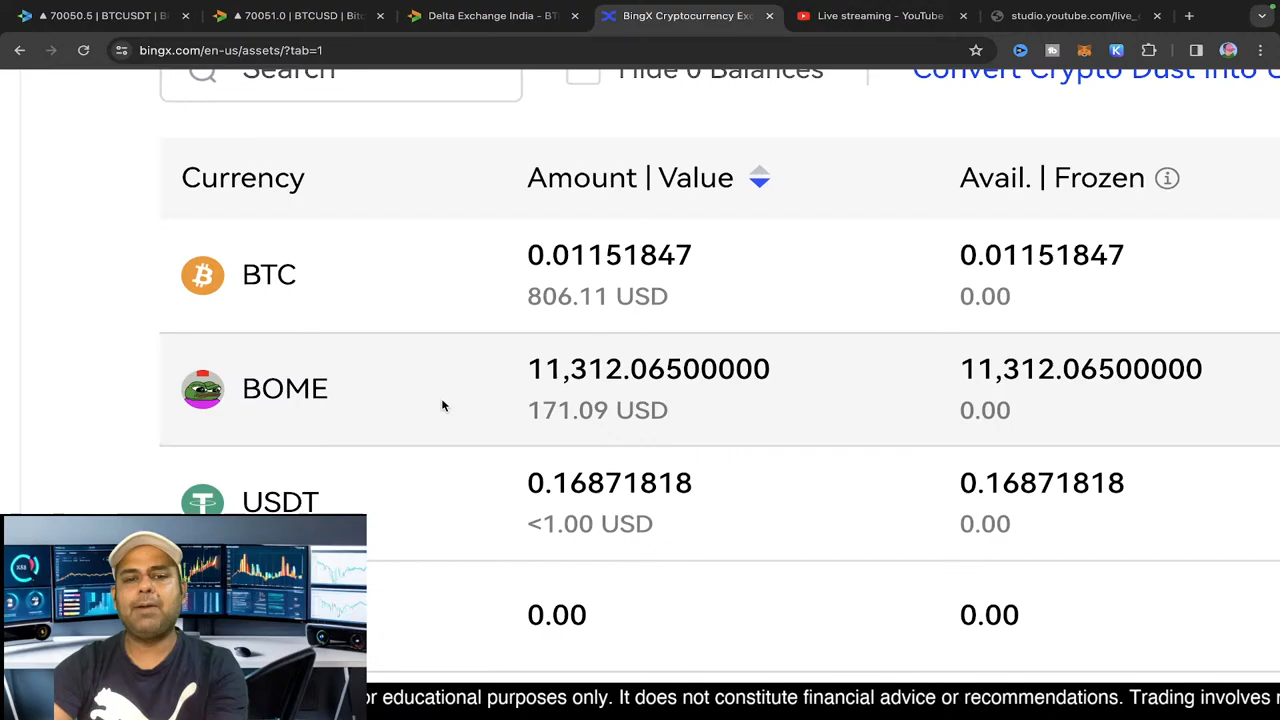 ▲ 70050.5 | BTCUSDT | B
▲ 70051.0 | BTCUSD | Bit
Delta Exchange India - BT
BingX Cryptocurrency Exc
Live streaming - YouTube
studio.youtube.com/live_
bingx.com/en-us/assets/?tab=1
Search
Hide 0 Balances
Convert Crypto Dust Into
Currency
Amount | Value
Avail. | Frozen
BTC
0.01151847
0.01151847
806.11 USD
0.00
BOME
11,312.06500000
11,312.06500000
171.09 USD
0.00
USDT
0.16871818
0.16871818
<1.00 USD
0.00
0.00
0.00
or educational purposes only. It does not constitute financial advice or recommendations. Trading involves